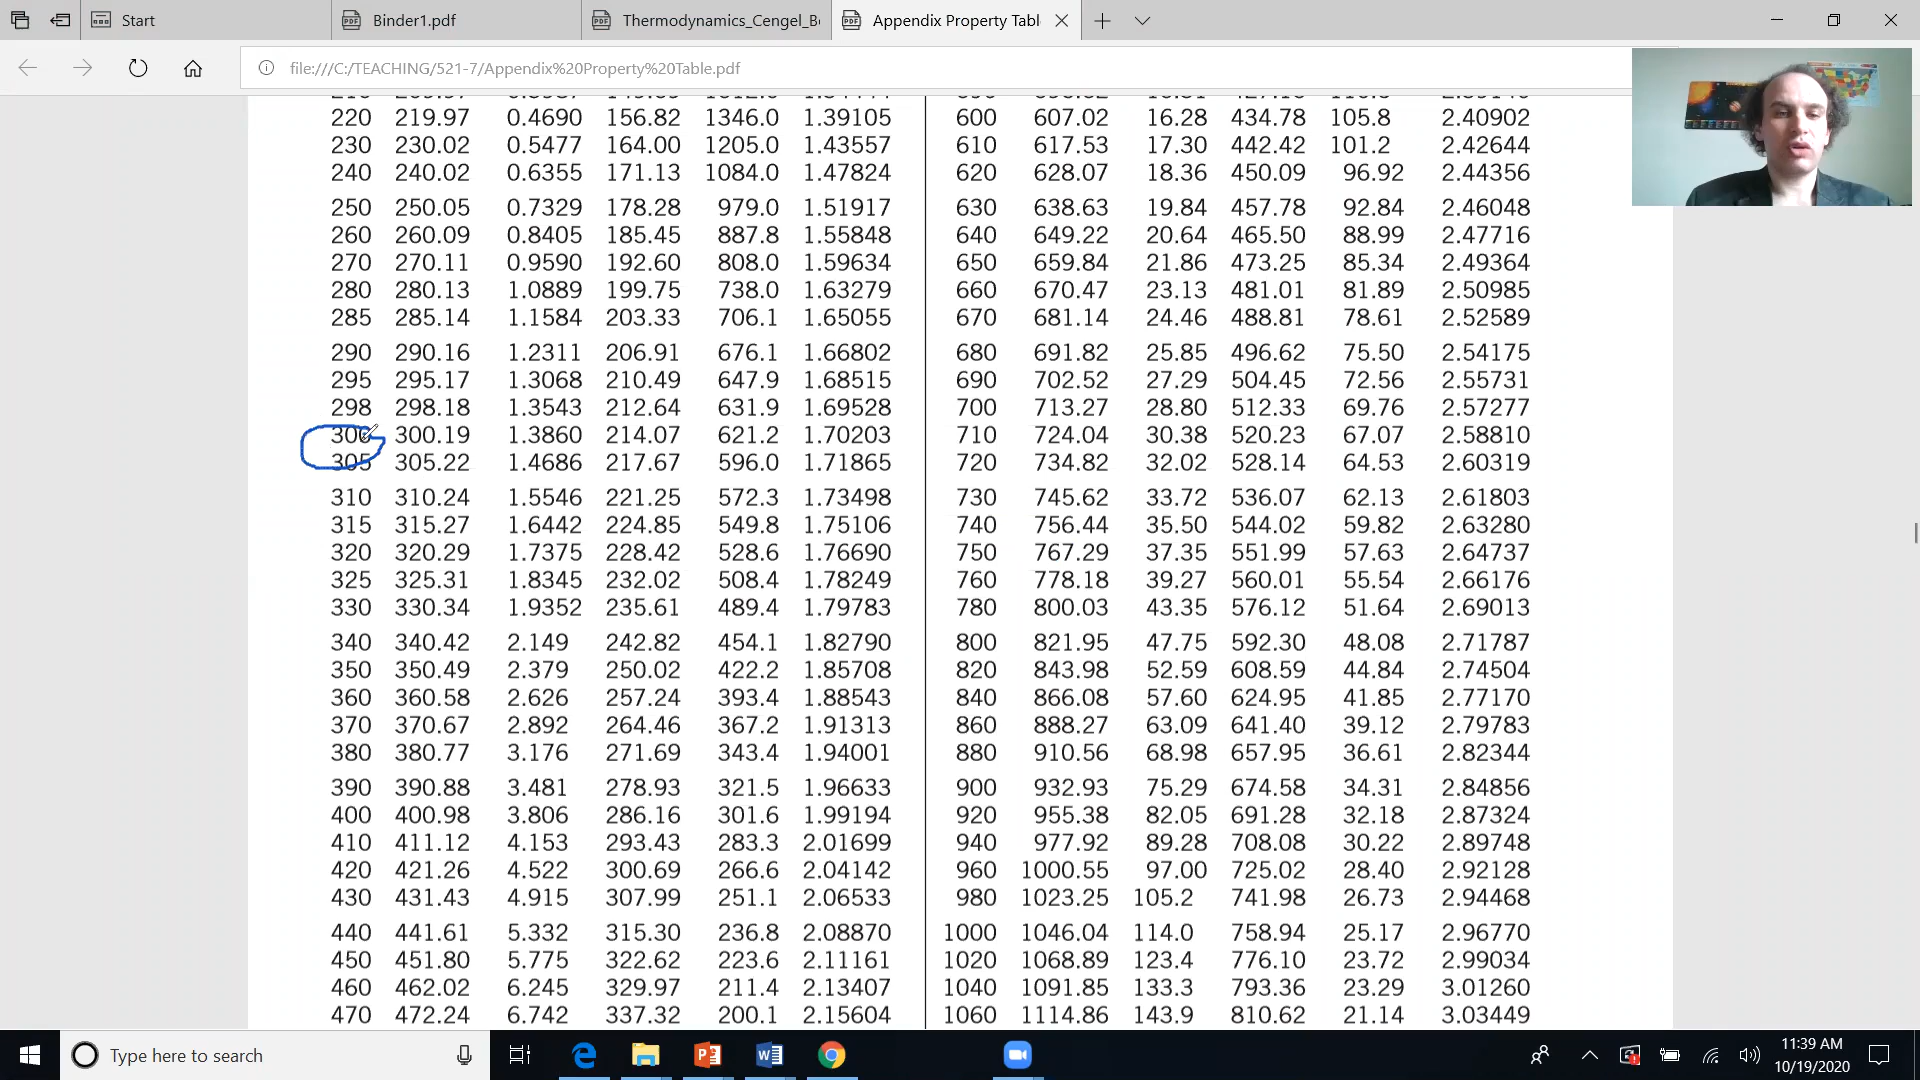 Start
Binder1.pdf
Thermodynamics_Cengel_Bo
Appendix Property Tabl
file:///C:/TEACHING/521-7/Appendix%20Property%20Table.pdf
220 219.97 0.4690 156.82 1346.0 1.39105 600 607.02 16.28 434.78 105.8 2.40902
230 230.02 0.5477 164.00 1205.0 1.43557 610 617.53 17.30 442.42 101.2 2.42644
240 240.02 0.6355 171.13 1084.0 1.47824 620 628.07 18.36 450.09 96.92 2.44356
250 250.05 0.7329 178.28 979.0 1.51917 630 638.63 19.84 457.78 92.84 2.46048
260 260.09 0.8405 185.45 887.8 1.55848 640 649.22 20.64 465.50 88.99 2.47716
270 270.11 0.9590 192.60 808.0 1.59634 650 659.84 21.86 473.25 85.34 2.49364
280 280.13 1.0889 199.75 738.0 1.63279 660 670.47 23.13 481.01 81.89 2.50985
285 285.14 1.1584 203.33 706.1 1.65055 670 681.14 24.46 488.81 78.61 2.52589
290 290.16 1.2311 206.91 676.1 1.66802 680 691.82 25.85 496.62 75.50 2.54175
295 295.17 1.3068 210.49 647.9 1.68515 690 702.52 27.29 504.45 72.56 2.55731
298 298.18 1.3543 212.64 631.9 1.69528 700 713.27 28.80 512.33 69.76 2.57277
300 300.19 1.3860 214.07 621.2 1.70203 710 724.04 30.38 520.23 67.07 2.58810
305 305.22 1.4686 217.67 596.0 1.71865 720 734.82 32.02 528.14 64.53 2.60319
310 310.24 1.5546 221.25 572.3 1.73498 730 745.62 33.72 536.07 62.13 2.61803
315 315.27 1.6442 224.85 549.8 1.75106 740 756.44 35.50 544.02 59.82 2.63280
320 320.29 1.7375 228.42 528.6 1.76690 750 767.29 37.35 551.99 57.63 2.64737
325 325.31 1.8345 232.02 508.4 1.78249 760 778.18 39.27 560.01 55.54 2.66176
330 330.34 1.9352 235.61 489.4 1.79783 780 800.03 43.35 576.12 51.64 2.69013
340 340.42 2.149 242.82 454.1 1.82790 800 821.95 47.75 592.30 48.08 2.71787
350 350.49 2.379 250.02 422.2 1.85708 820 843.98 52.59 608.59 44.84 2.74504
360 360.58 2.626 257.24 393.4 1.88543 840 866.08 57.60 624.95 41.85 2.77170
370 370.67 2.892 264.46 367.2 1.91313 860 888.27 63.09 641.40 39.12 2.79783
380 380.77 3.176 271.69 343.4 1.94001 880 910.56 68.98 657.95 36.61 2.82344
390 390.88 3.481 278.93 321.5 1.96633 900 932.93 75.29 674.58 34.31 2.84856
400 400.98 3.806 286.16 301.6 1.99194 920 955.38 82.05 691.28 32.18 2.87324
410 411.12 4.153 293.43 283.3 2.01699 940 977.92 89.28 708.08 30.22 2.89748
420 421.26 4.522 300.69 266.6 2.04142 960 1000.55 97.00 725.02 28.40 2.92128
430 431.43 4.915 307.99 251.1 2.06533 980 1023.25 105.2 741.98 26.73 2.94468
440 441.61 5.332 315.30 236.8 2.08870 1000 1046.04 114.0 758.94 25.17 2.96770
450 451.80 5.775 322.62 223.6 2.11161 1020 1068.89 123.4 776.10 23.72 2.99034
460 462.02 6.245 329.97 211.4 2.13407 1040 1091.85 133.3 793.36 23.29 3.01260
470 472.24 6.742 337.32 200.1 2.15604 1060 1114.86 143.9 810.62 21.14 3.03449
Type here to search
11:39 AM
10/19/2020